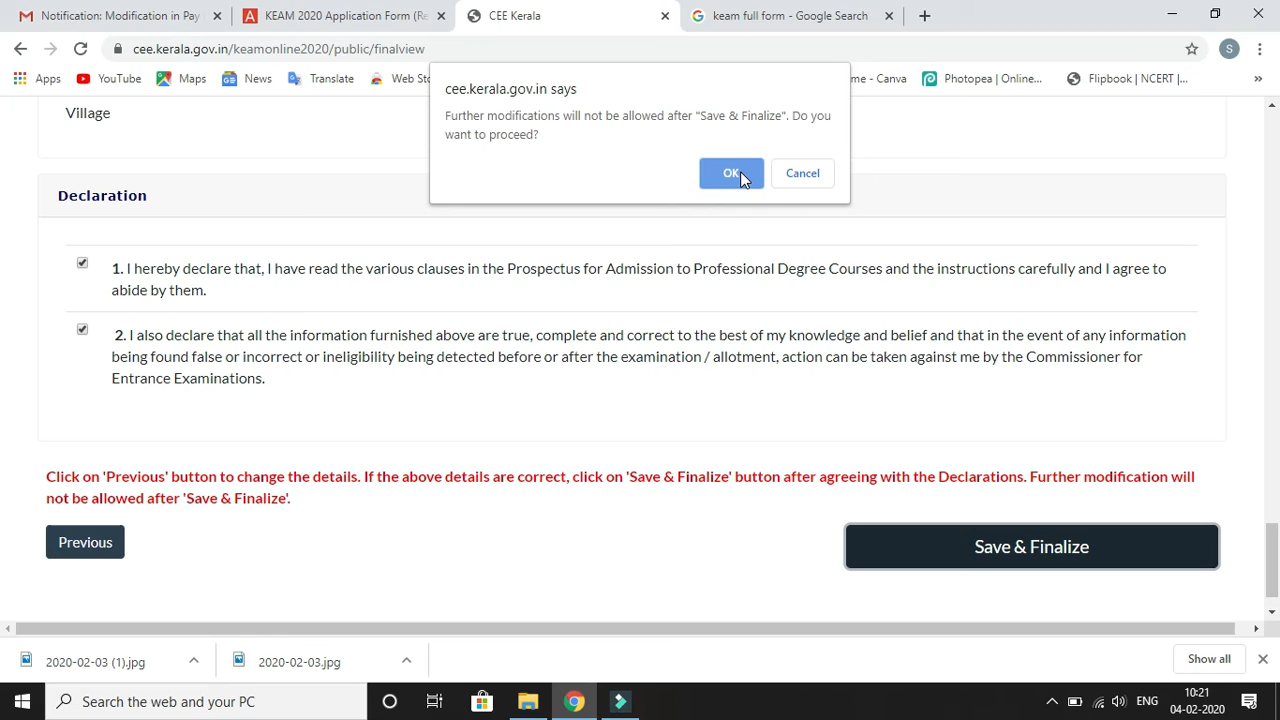 Notification: Modification in Pay
KEAM 2020 Application Form (Re
CEE Kerala
keam full form - Google Search
cee.kerala.gov.in/keamonline2020/public/finalview
S
Apps
YouTube
Maps
News
Translate
Web Sto
me - Canva
Photopea | Online...
Flipbook | NCERT |...
cee.kerala.gov.in says
Further modifications will not be allowed after "Save & Finalize". Do you
want to proceed?
OK
Cancel
Village
Declaration
1. I hereby declare that, I have read the various clauses in the Prospectus for Admission to Professional Degree Courses and the instructions carefully and I agree to
abide by them.
2. I also declare that all the information furnished above are true, complete and correct to the best of my knowledge and belief and that in the event of any information
being found false or incorrect or ineligibility being detected before or after the examination / allotment, action can be taken against me by the Commissioner for
Entrance Examinations.
Click on 'Previous' button to change the details. If the above details are correct, click on 'Save & Finalize' button after agreeing with the Declarations. Further modification will
not be allowed after 'Save & Finalize'.
Previous
Save & Finalize
2020-02-03 (1).jpg
2020-02-03.jpg
Show all
Search the web and your PC
ENG
10:21
04-02-2020